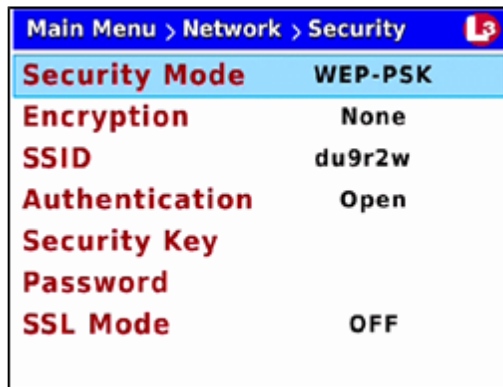 Main Menu > Network > Security L3
Security Mode WEP-PSK
Encryption None
SSID du9r2w
Authentication Open
Security Key
Password
SSL Mode OFF